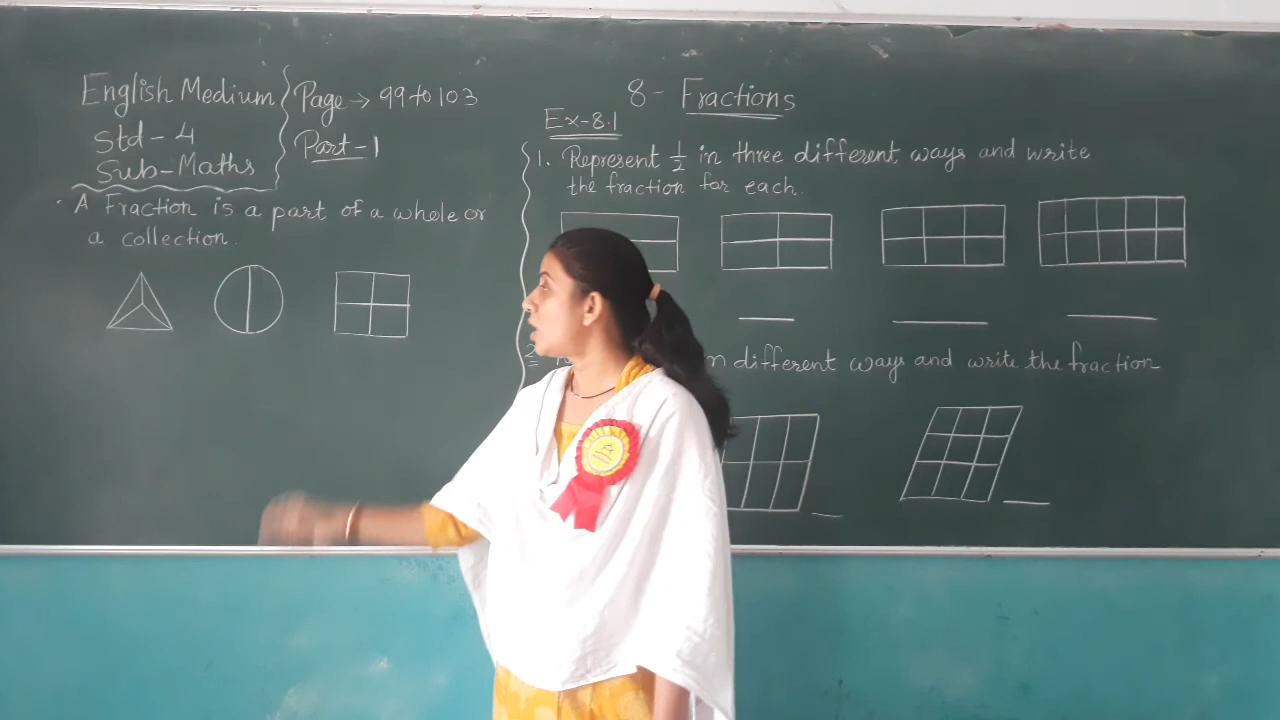 English Medium
Std - 4
Sub - Maths
Page → 99 to 103
Part - 1
· A Fraction is a part of a whole or
a collection.
8 - Fractions
Ex - 8.1
1. Represent 1/2 in three different ways and write
the fraction for each.
2. in different ways and write the fraction